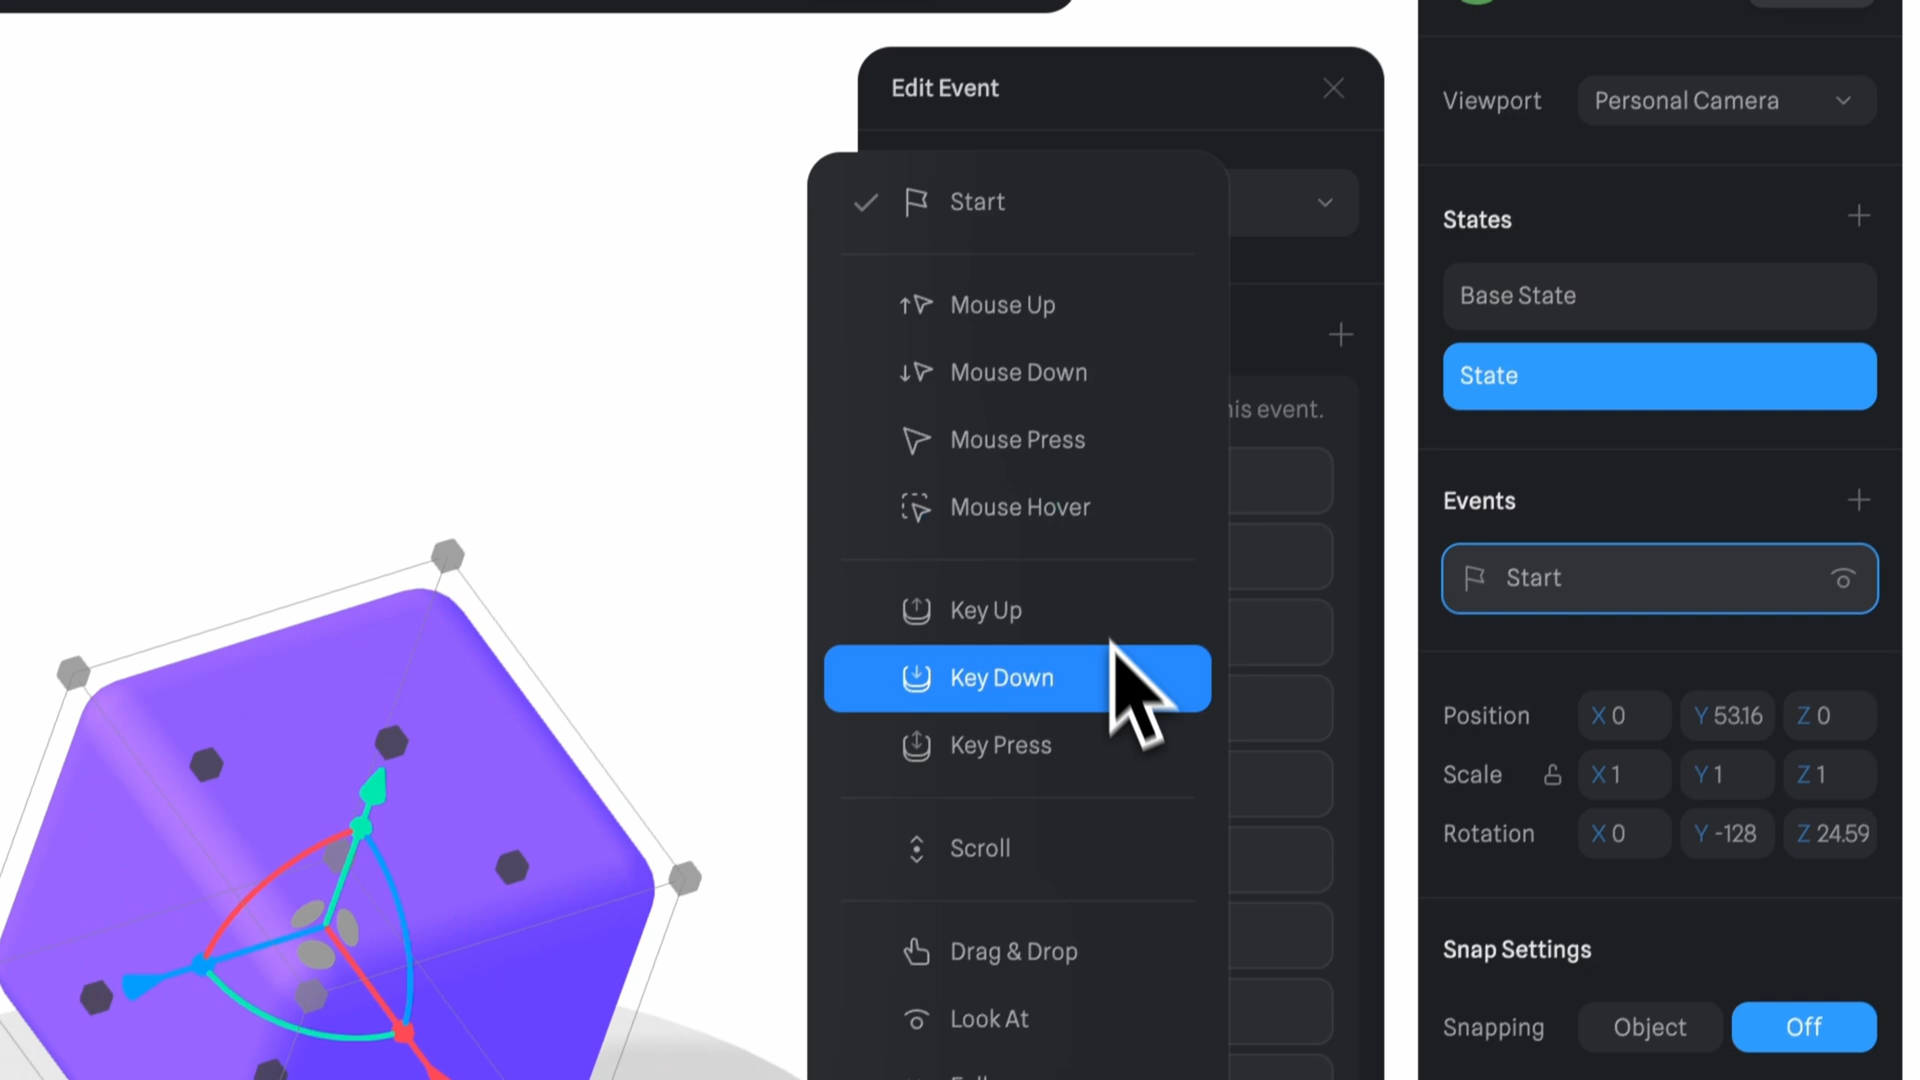 Edit Event
Start
Mouse Up
Mouse Down
Mouse Press
Mouse Hover
his event.
Key Up
Key Down
Key Press
Scroll
Drag & Drop
Look At
Viewport Personal Camera
States
Base State
State
Events
Start
Position X 0 Y 53.16 Z 0
Scale X 1 Y 1 Z 1
Rotation X 0 Y -128 Z 24.59
Snap Settings
Snapping Object Off